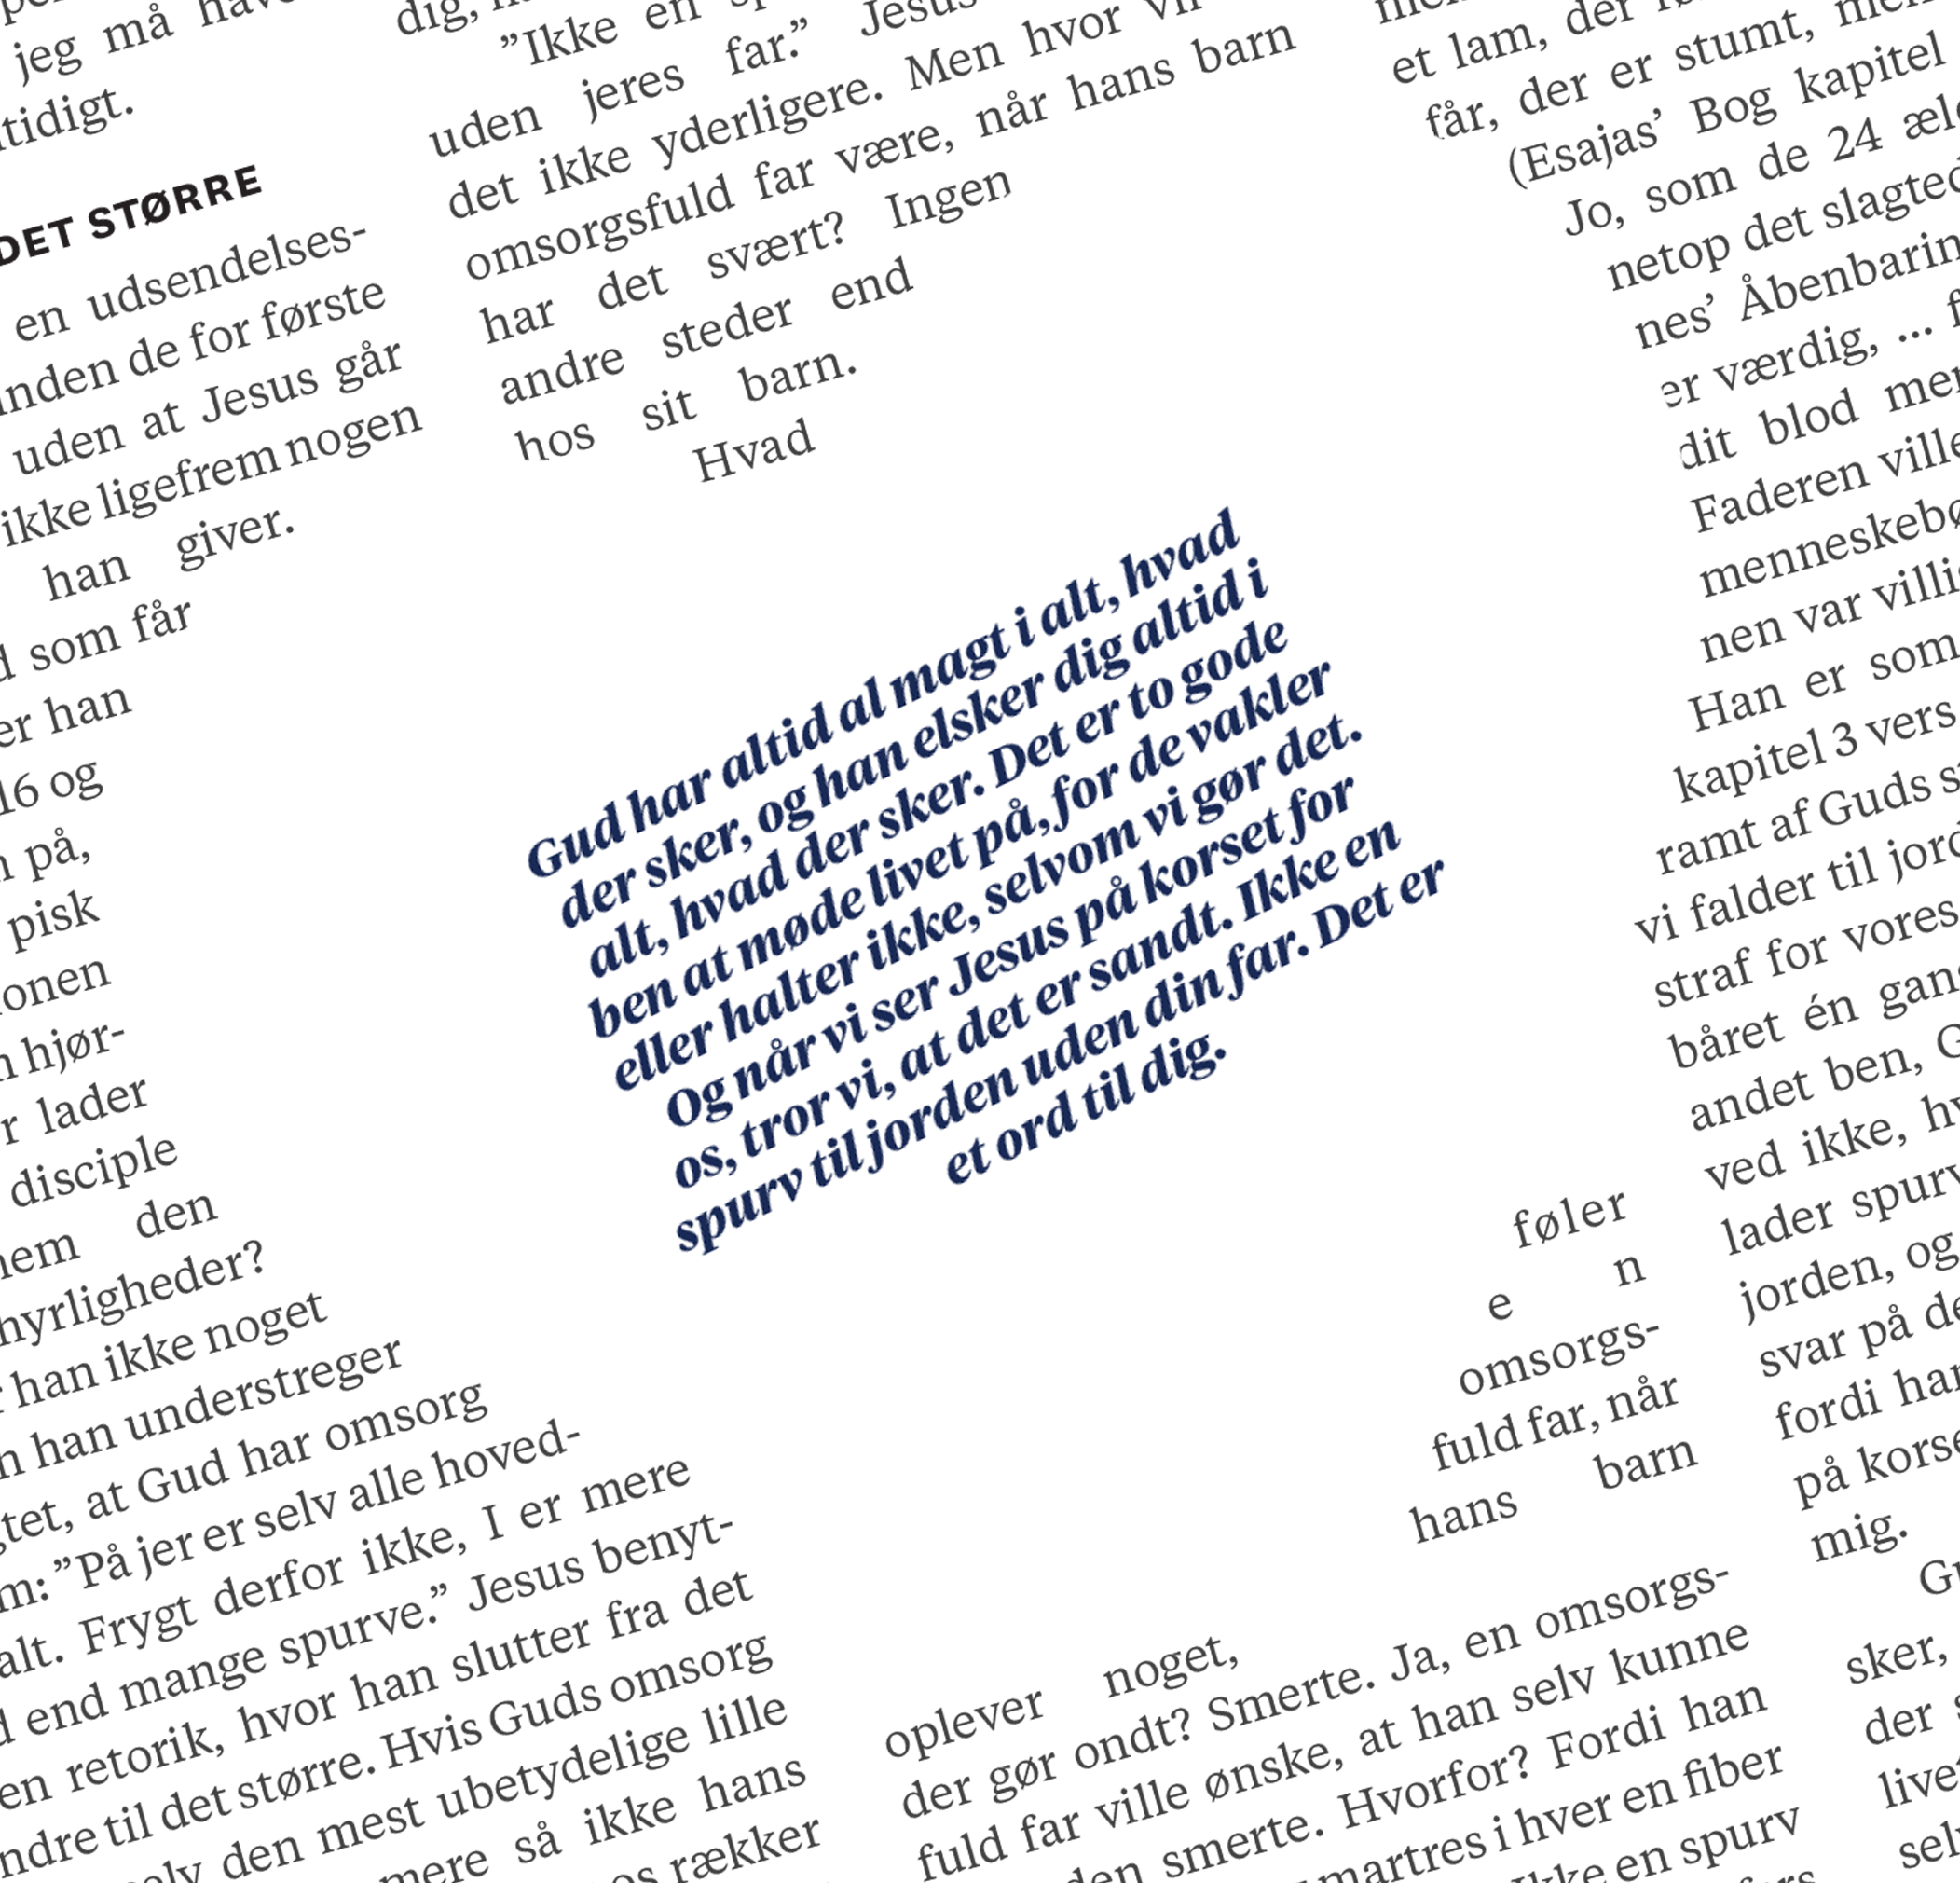 jeg må
tidigt.
DET STØRRE
en udsendelses-
de for første
uden at Jesus går
ikke ligefrem nogen
han giver.
som får
han
16 og
på,
pisk
hjør-
lader
disciple
den
han ikke noget
han understreger
at Gud har omsorg
”På jer er selv alle hoved-
Frygt derfor ikke, I er mere
end mange spurve.” Jesus benyt-
retorik, hvor han slutter fra det
til det større. Hvis Guds omsorg
den mest ubetydelige lille
så ikke hans
rækker
dig,
”Ikke en
uden jeres far.” Jesus
det ikke yderligere. Men hvor vil
omsorgsfuld far være, når hans barn
har det svært? Ingen
andre steder end
hos sit barn.
Hvad
Gud har altid al magt i alt, hvad
der sker, og han elsker dig altid i
alt, hvad der sker. Det er to gode
ben at møde livet på, for de vakler
eller halter ikke, selvom vi gør det.
Og når vi ser Jesus på korset for
os, tror vi, at det er sandt. Ikke en
spurv til jorden uden din far. Det er
et ord til dig.
føler
e n
omsorgs-
fuld far, når
hans barn
oplever noget,
der gør ondt? Smerte. Ja, en omsorgs-
fuld far ville ønske, at han selv kunne
den smerte. Hvorfor? Fordi han
martres i hver en fiber
en spurv
et lam, der
får, der er stumt,
(Esajas’ Bog kapitel
Jo, som de 24
netop det
Åbenbaring
er værdig, ...
dit blod
Faderen ville
nen var
Han er som
kapitel 3 vers
ramt af Guds
vi falder til
straf for vores
båret én
andet ben,
ved ikke,
lader
jorden, og
svar på
fordi
på
mig.
sker,
der